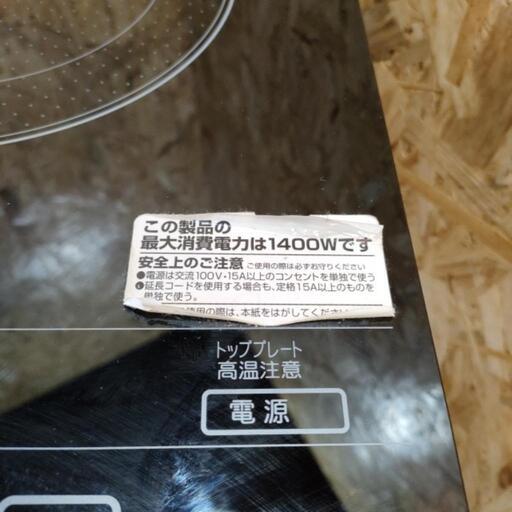 この製品の
最大消費電力は1400Wです
安全上のご注意 ご使用の際は必ずお守りください
●電源は交流100V・15A以上のコンセントを単独で使う
●延長コードを使用する場合も、定格15A以上のものを
単独で使う。
使用の際は、本紙をはがしてくださ
トッププレート
高温注意
電源